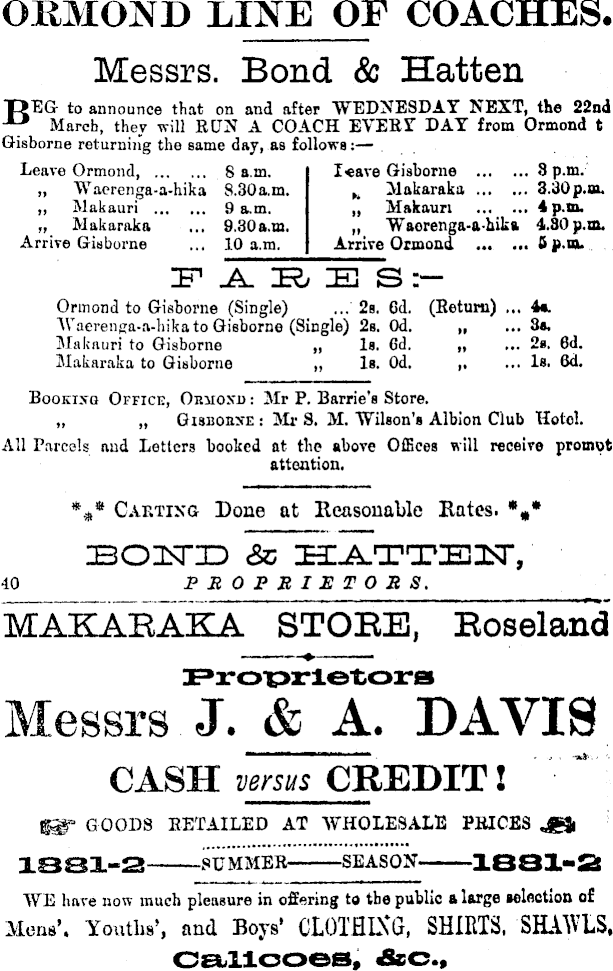 ORMOND LINE OF COACHES.
Messrs. Bond & Hatten
BEG to announce that on and after WEDNESDAY NEXT, the 22nd
March, they will RUN A COACH EVERY DAY from Ormond t
Gisborne returning the same day, as follows:—
Leave Ormond, ... ... 8 a.m.
„ Waerenga-a-hika 8.30 a.m.
„ Makauri ... ... 9 a.m.
„ Makaraka ... 9.30 a.m.
Arrive Gisborne ... 10 a.m.
Leave Gisborne ... ... 3 p.m.
„ Makaraka ... ... 3.30 p.m.
„ Makauri ... ... 4 p.m.
„ Waorenga-a-hika 4.30 p.m.
Arrive Ormond ... ... 5 p.m.
FARES:—
Ormond to Gisborne (Single) ... 2s. 6d. (Return) ... 4s.
Waerenga-a-hika to Gisborne (Single) 2s. 0d. „ ... 3s.
Makauri to Gisborne „ 1s. 6d. „ ... 2s. 6d.
Makaraka to Gisborne „ 1s. 0d. „ ... 1s. 6d.
BOOKING OFFICE, ORMOND: Mr P. Barrie's Store.
„ „ GISBORNE: Mr S. M. Wilson's Albion Club Hotel.
All Parcels and Letters booked at the above Offices will receive prompt
attention.
*** CARTING Done at Reasonable Rates. ***
BOND & HATTEN,
40 PROPRIETORS.
MAKARAKA STORE, Roseland
Proprietors
Messrs J. & A. DAVIS
CASH versus CREDIT!
GOODS RETAILED AT WHOLESALE PRICES
1881-2——SUMMER——SEASON——1881-2
WE have now much pleasure in offering to the public a large selection of
Mens', Youths', and Boys' CLOTHING, SHIRTS, SHAWLS,
Calicoes, &c.,